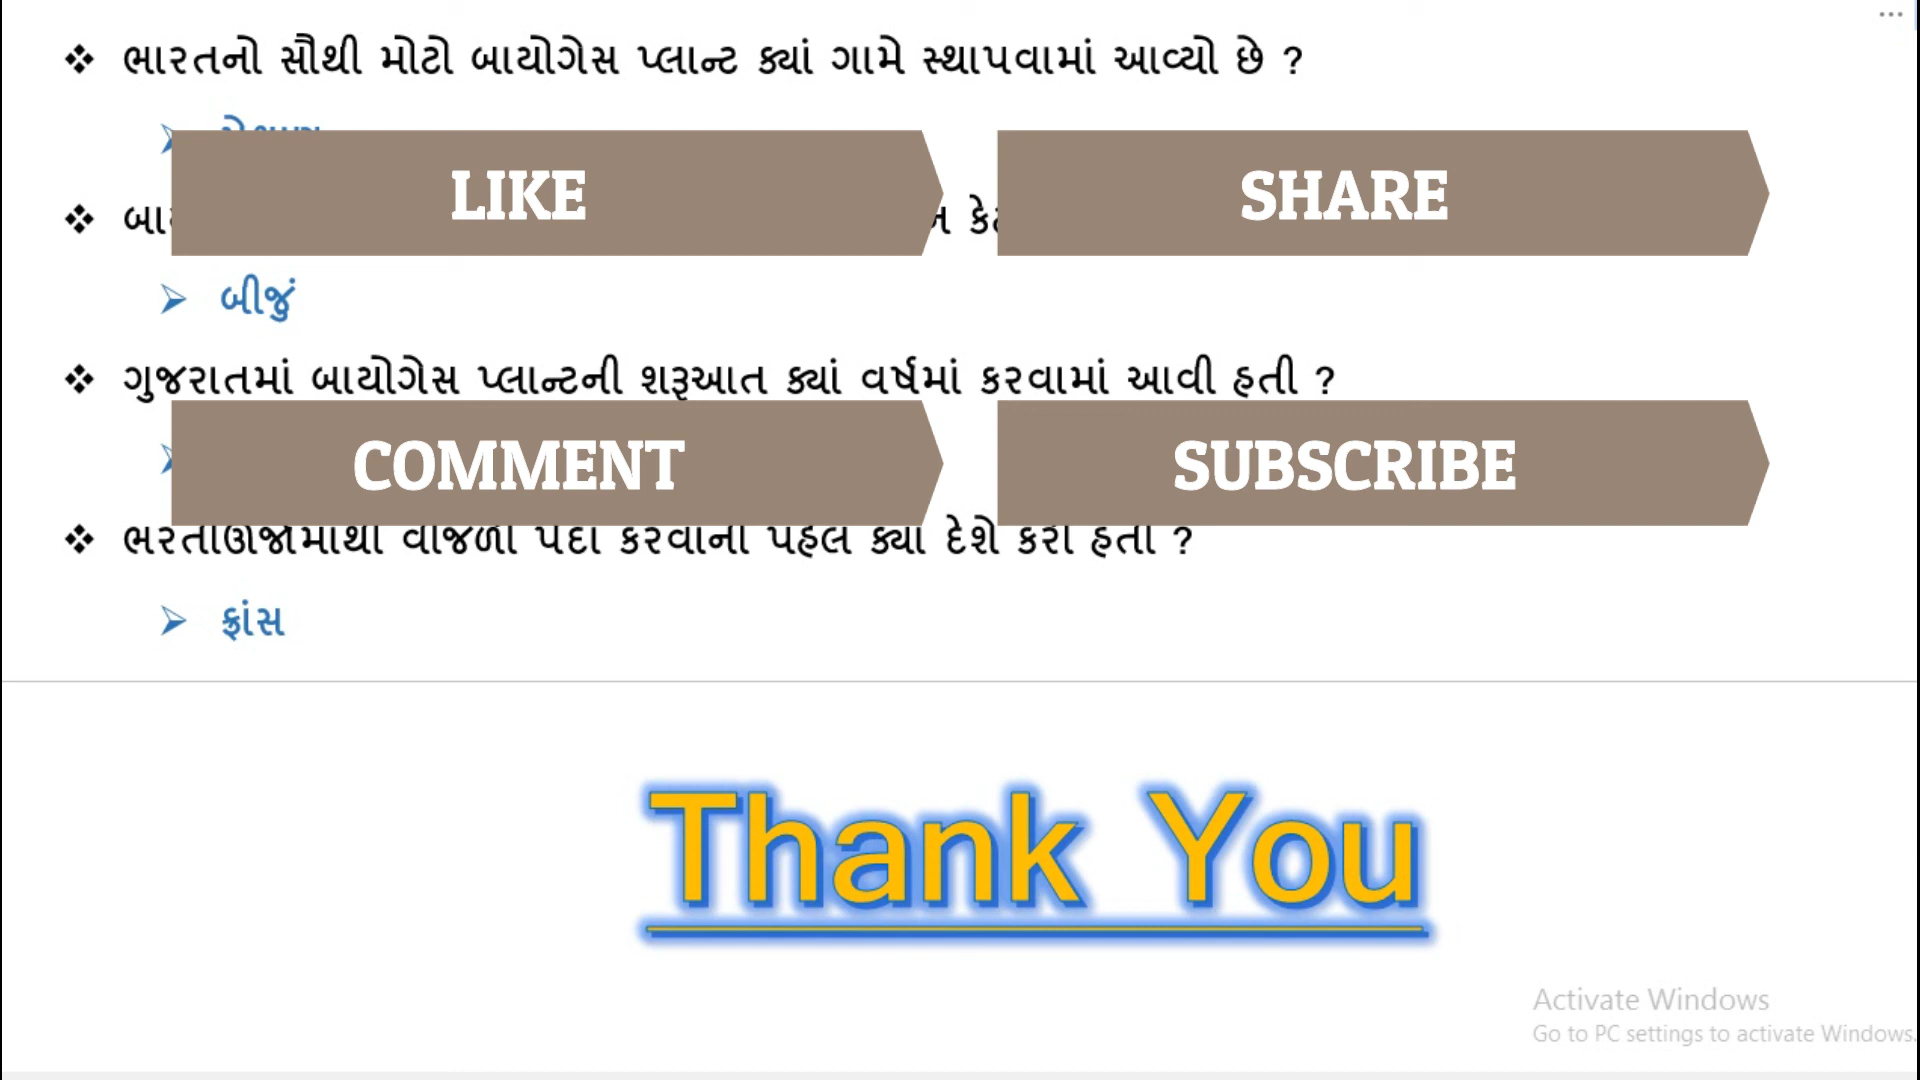 ...
❖ ભારતનો સૌથી મોટો બાયોગેસ પ્લાન્ટ ક્યાં ગામે સ્થાપવામાં આવ્યો છે ?
LIKE
SHARE
➢ બીજું
❖ ગુજરાતમાં બાયોગેસ પ્લાન્ટની શરૂઆત ક્યાં વર્ષમાં કરવામાં આવી હતી ?
COMMENT
SUBSCRIBE
❖ ભરતીઊર્જામાંથી વીજળી પેદા કરવાની પહેલ ક્યાં દેશે કરી હતી ?
➢ ફ્રાંસ
Thank You
Activate Windows
Go to PC settings to activate Windows.